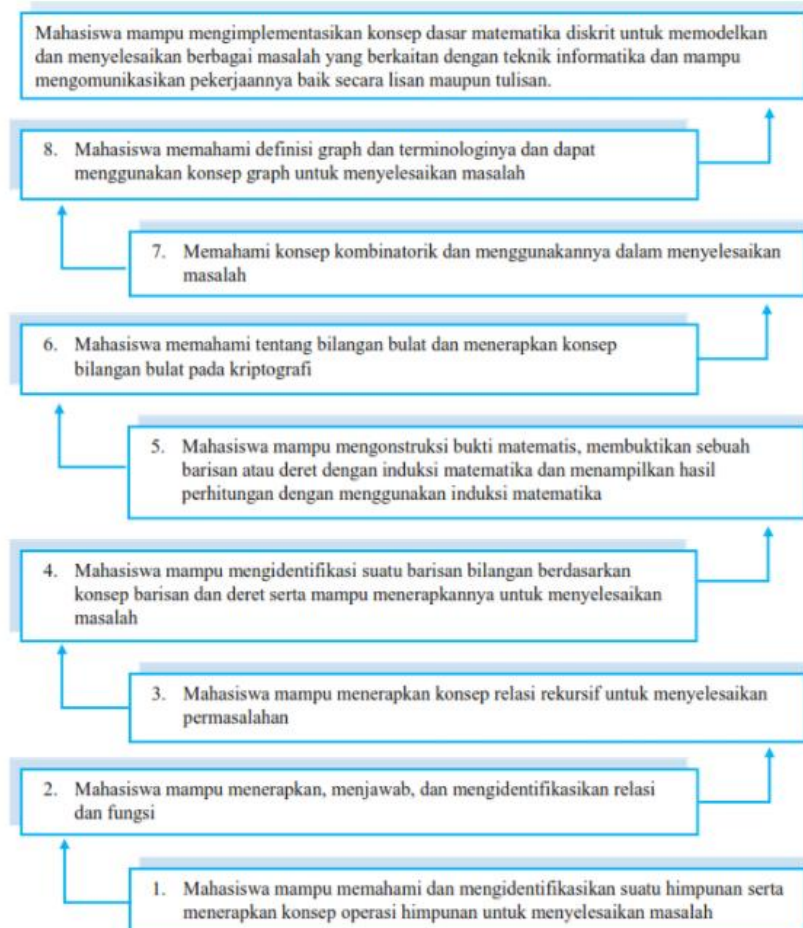 Mahasiswa mampu mengimplementasikan konsep dasar matematika diskrit untuk memodelkan
dan menyelesaikan berbagai masalah yang berkaitan dengan teknik informatika dan mampu
mengomunikasikan pekerjaannya baik secara lisan maupun tulisan.
8. Mahasiswa memahami definisi graph dan terminologinya dan dapat
menggunakan konsep graph untuk menyelesaikan masalah
7. Memahami konsep kombinatorik dan menggunakannya dalam menyelesaikan
masalah
6. Mahasiswa memahami tentang bilangan bulat dan menerapkan konsep
bilangan bulat pada kriptografi
5. Mahasiswa mampu mengonstruksi bukti matematis, membuktikan sebuah
barisan atau deret dengan induksi matematika dan menampilkan hasil
perhitungan dengan menggunakan induksi matematika
4. Mahasiswa mampu mengidentifikasi suatu barisan bilangan berdasarkan
konsep barisan dan deret serta mampu menerapkannya untuk menyelesaikan
masalah
3. Mahasiswa mampu menerapkan konsep relasi rekursif untuk menyelesaikan
permasalahan
2. Mahasiswa mampu menerapkan, menjawab, dan mengidentifikasikan relasi
dan fungsi
1. Mahasiswa mampu memahami dan mengidentifikasikan suatu himpunan serta
menerapkan konsep operasi himpunan untuk menyelesaikan masalah